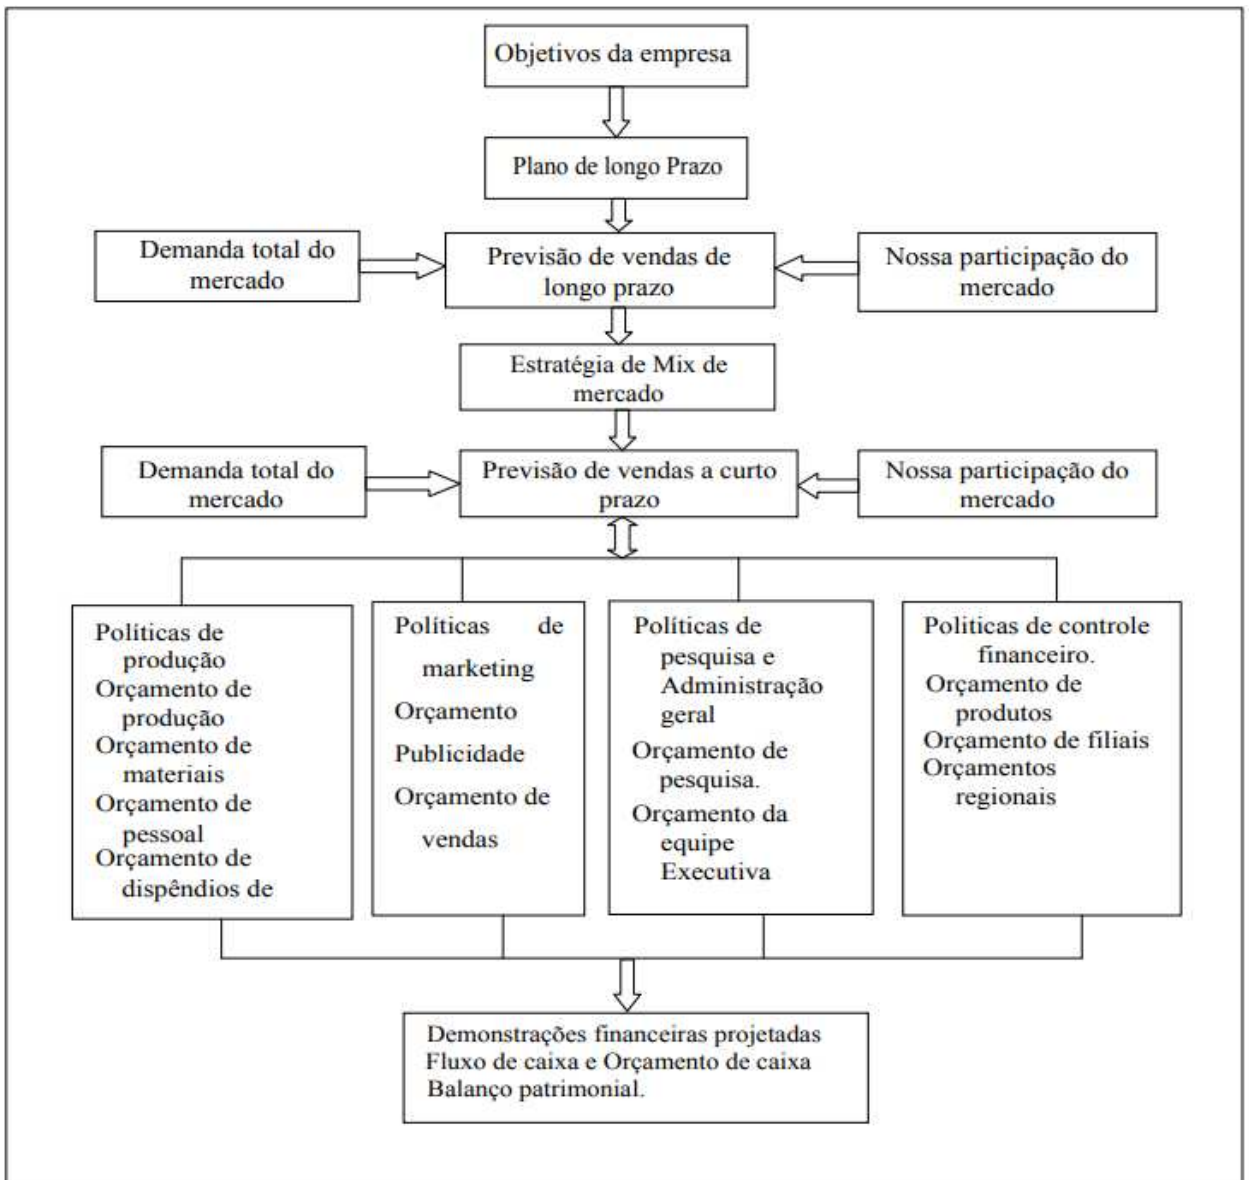 Objetivos da empresa
Plano de longo Prazo
Demanda total do
mercado
Previsão de vendas de
longo prazo
Nossa participação do
mercado
Estratégia de Mix de
mercado
Demanda total do
mercado
Previsão de vendas a curto
prazo
Nossa participação do
mercado
Políticas de
produção
Orçamento de
produção
Orçamento de
materiais
Orçamento de
pessoal
Orçamento de
dispêndios de
Políticas de
marketing
Orçamento
Publicidade
Orçamento de
vendas
Políticas de
pesquisa e
Administração
geral
Orçamento de
pesquisa.
Orçamento da
equipe
Executiva
Politicas de controle
financeiro.
Orçamento de
produtos
Orçamento de filiais
Orçamentos
regionais
Demonstrações financeiras projetadas
Fluxo de caixa e Orçamento de caixa
Balanço patrimonial.